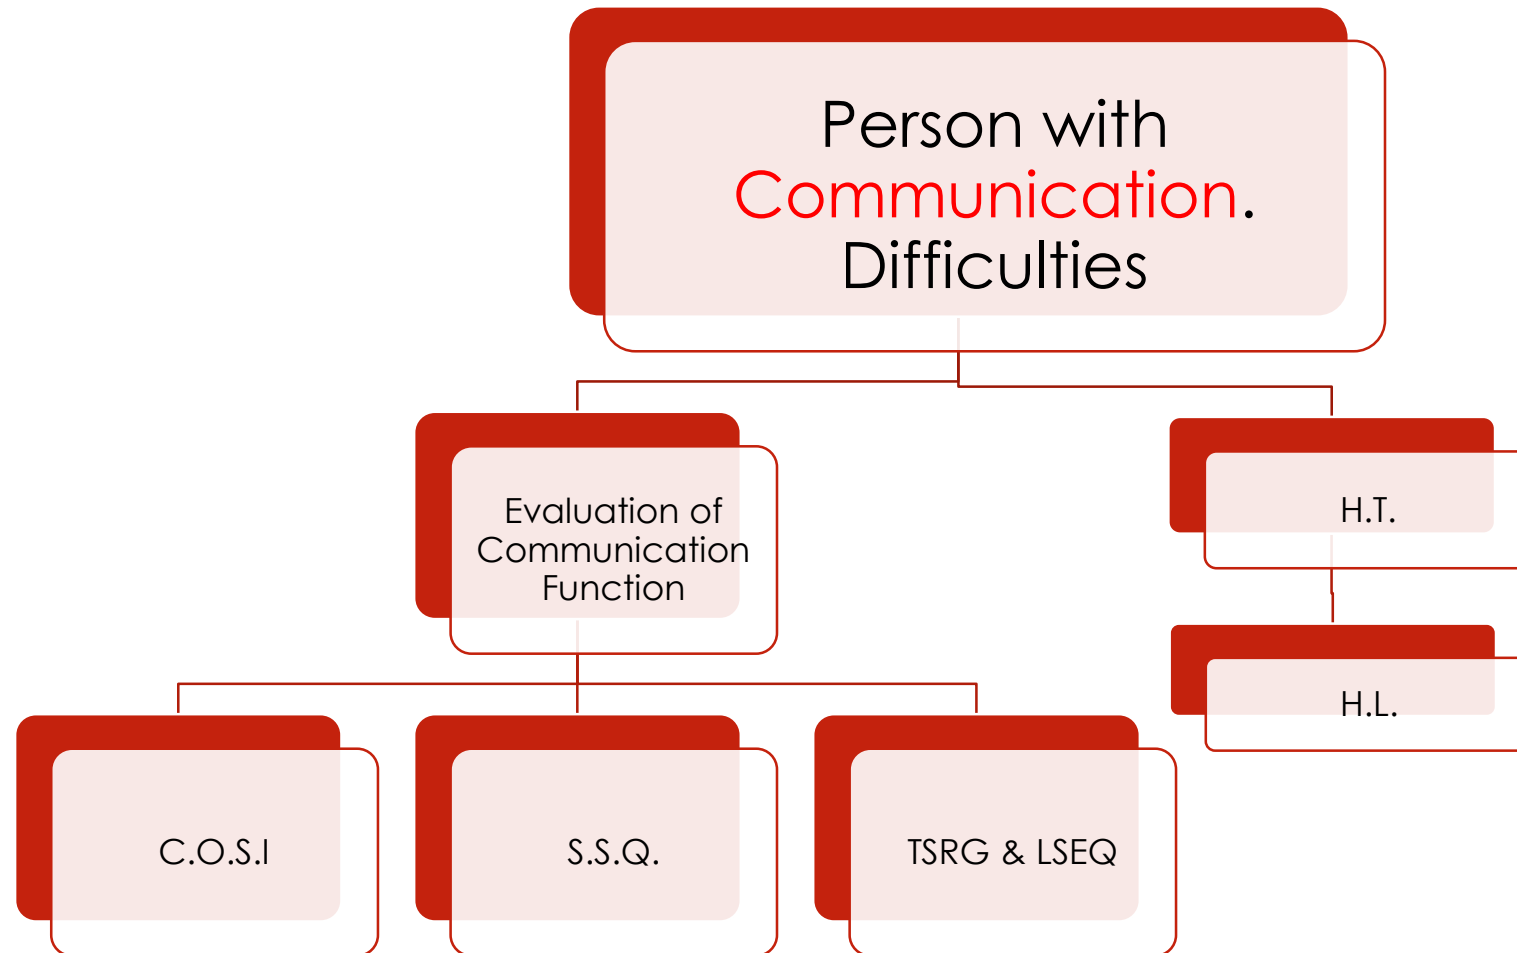 Person with
Communication.
Difficulties
Evaluation of
Communication
Function
H.T.
H.L.
C.O.S.I
S.S.Q.
TSRG & LSEQ